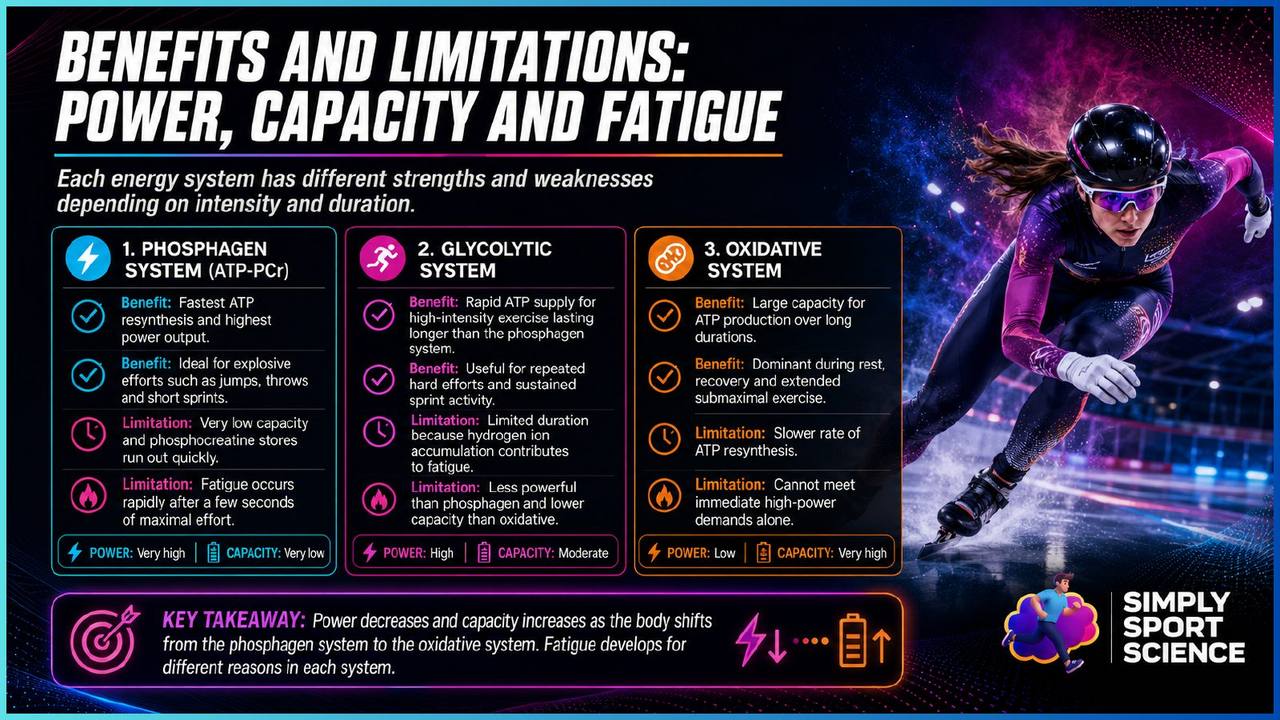 BENEFITS AND LIMITATIONS:
POWER, CAPACITY AND FATIGUE
Each energy system has different strengths and weaknesses
depending on intensity and duration.
1. PHOSPHAGEN
SYSTEM (ATP-PCr)
Benefit: Fastest ATP
resynthesis and highest
power output.
Benefit: Ideal for explosive
efforts such as jumps, throws
and short sprints.
Limitation: Very low capacity
and phosphocreatine stores
run out quickly.
Limitation: Fatigue occurs
rapidly after a few seconds
of maximal effort.
POWER: Very high | CAPACITY: Very low
2. GLYCOLYTIC
SYSTEM
Benefit: Rapid ATP supply for
high-intensity exercise lasting
longer than the phosphagen
system.
Benefit: Useful for repeated
hard efforts and sustained
sprint activity.
Limitation: Limited duration
because hydrogen ion
accumulation contributes
to fatigue.
Limitation: Less powerful
than phosphagen and lower
capacity than oxidative.
POWER: High | CAPACITY: Moderate
3. OXIDATIVE
SYSTEM
Benefit: Large capacity for
ATP production over long
durations.
Benefit: Dominant during rest,
recovery and extended
submaximal exercise.
Limitation: Slower rate of
ATP resynthesis.
Limitation: Cannot meet
immediate high-power
demands alone.
POWER: Low | CAPACITY: Very high
KEY TAKEAWAY: Power decreases and capacity increases as the body shifts
from the phosphagen system to the oxidative system. Fatigue develops for
different reasons in each system.
SIMPLY
SPORT
SCIENCE